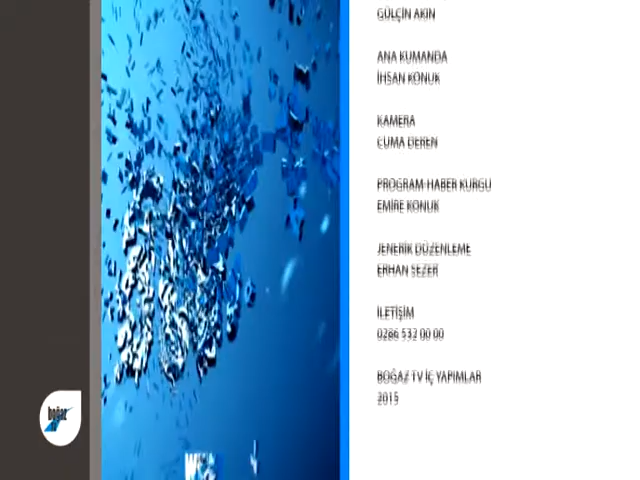 GÜLÇİN AKIN
ANA KUMANDA
İHSAN KONUK
KAMERA
CUMA DEREN
PROGRAM-HABER KURGU
EMİRE KONUK
JENERİK DÜZENLEME
ERHAN SEZER
İLETİŞİM
0286 532 00 00
BOĞAZ TV İÇ YAPIMLAR
2015
boğaz